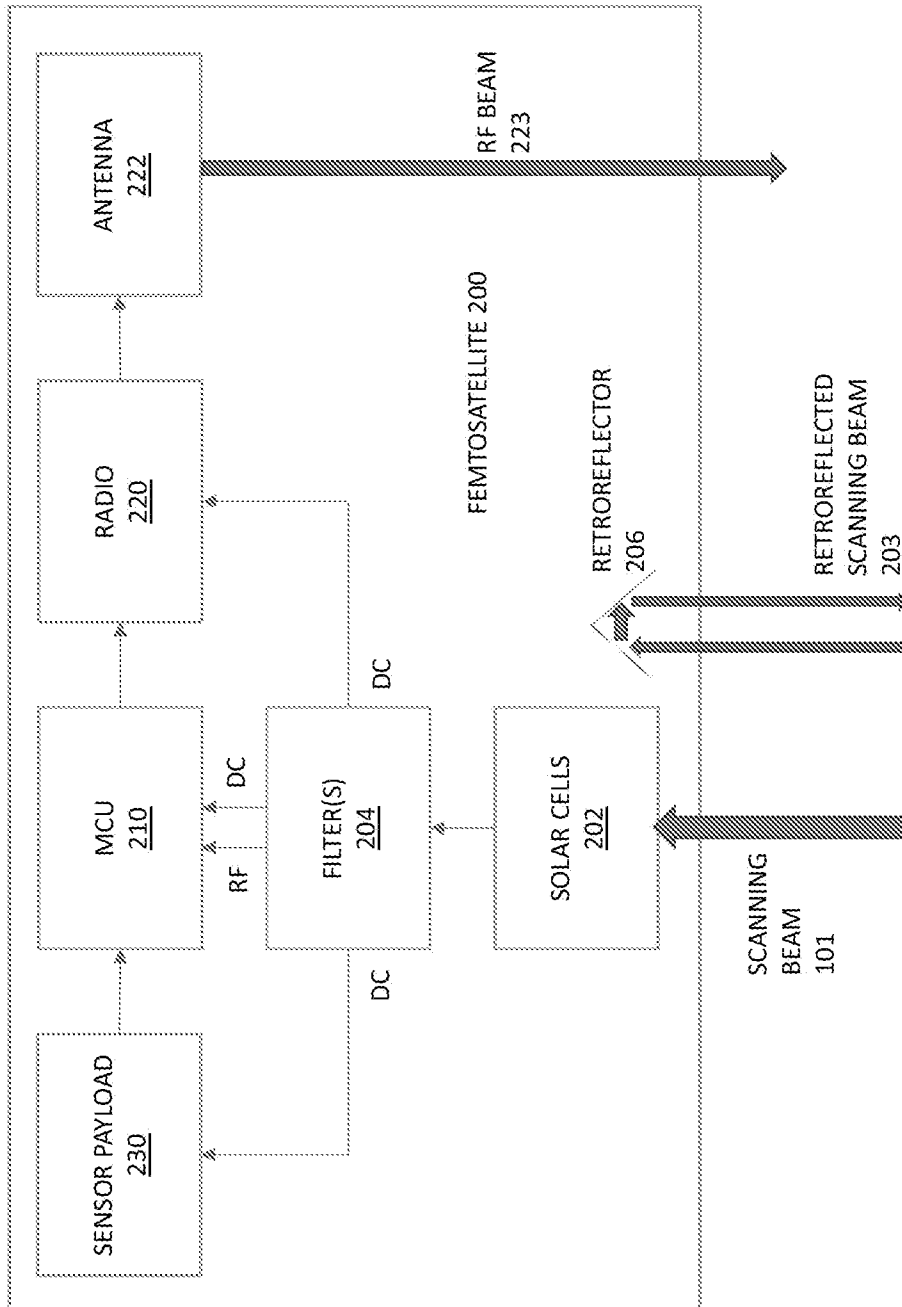 SENSOR PAYLOAD
230
MCU
210
RADIO
220
ANTENNA
222
DC
RF
DC
DC
FILTER(S)
204
SOLAR CELLS
202
FEMTOSATELLITE 200
RETROREFLECTOR
206
RF BEAM
223
SCANNING
BEAM
101
RETROREFLECTED
SCANNING BEAM
203